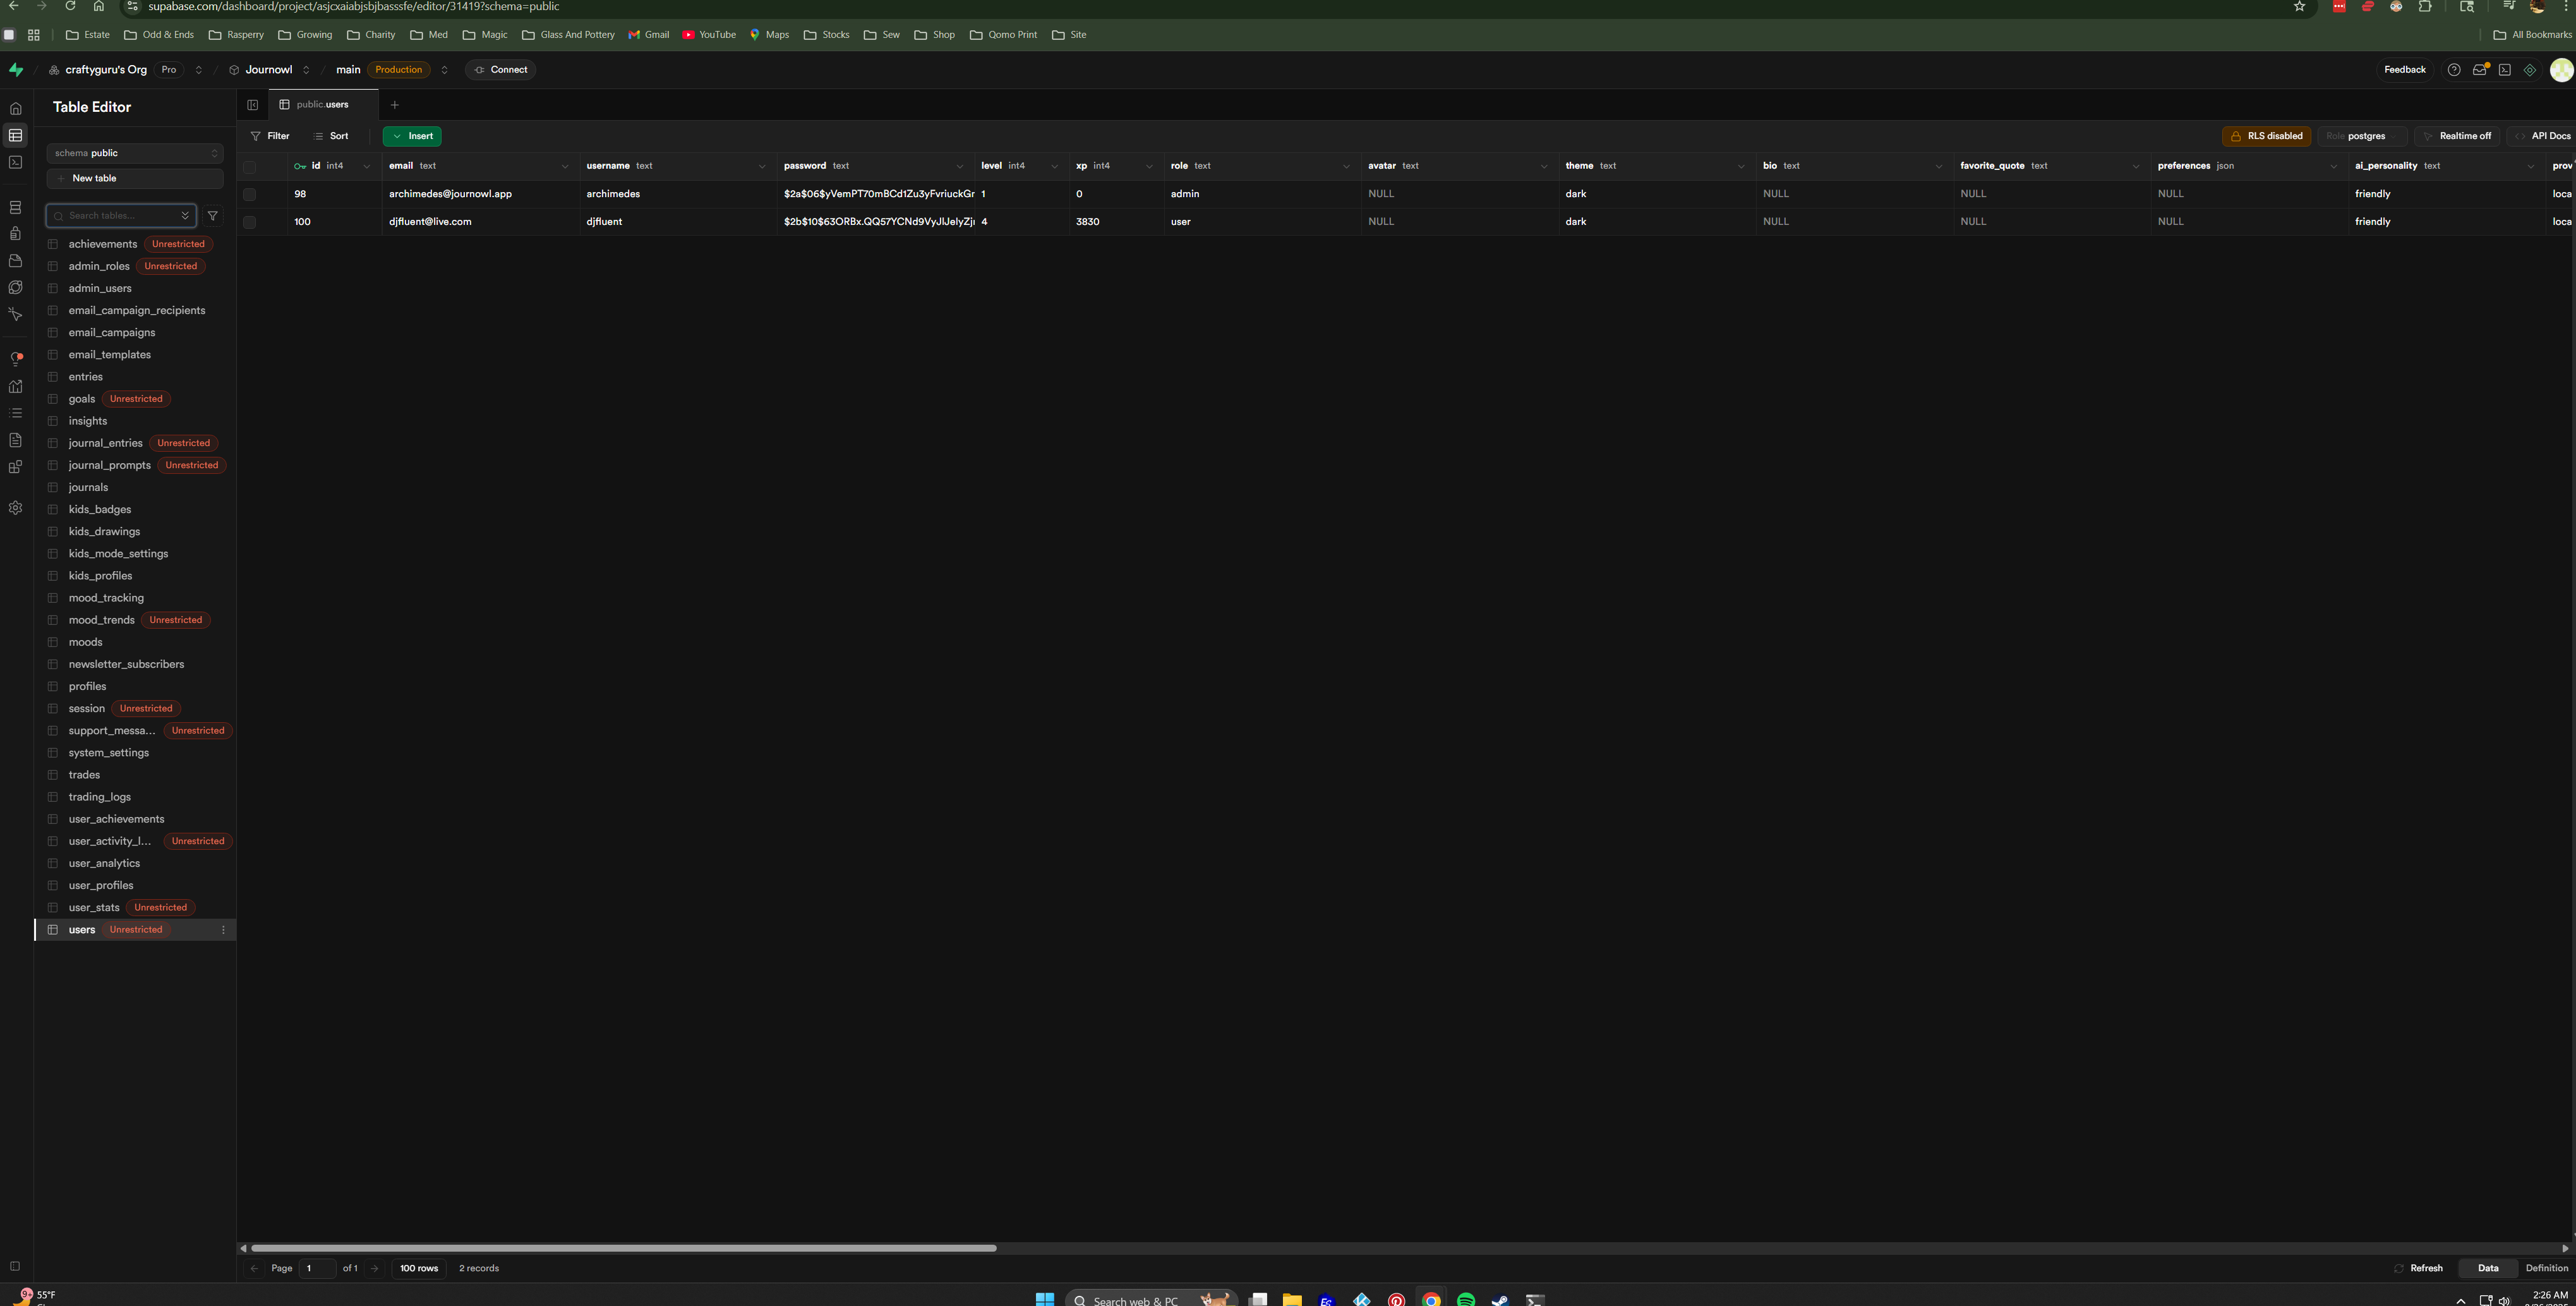 supabase.com/dashboard/project/asjcxaiabjsbjbasssfe/editor/31419?schema=public
Estate Odd & Ends Rasperry Growing Charity Med Magic Glass And Pottery Gmail YouTube Maps Stocks Sew Shop Qomo Print Site All Bookmarks
craftyguru's Org Pro Journowl main Production Connect Feedback
Table Editor
public.users
Filter Sort Insert RLS disabled Role postgres Realtime off API Docs
schema public
New table
Search tables...
id int4 email text username text password text level int4 xp int4 role text avatar text theme text bio text favorite_quote text preferences json ai_personality text prov
98 archimedes@journowl.app archimedes 1 0 admin NULL dark NULL NULL NULL friendly loca
100 djfluent@live.com djfluent 4 3830 user NULL dark NULL NULL NULL friendly loca
achievements Unrestricted
admin_roles Unrestricted
admin_users
email_campaign_recipients
email_campaigns
email_templates
entries
goals Unrestricted
insights
journal_entries Unrestricted
journal_prompts Unrestricted
journals
kids_badges
kids_drawings
kids_mode_settings
kids_profiles
mood_tracking
mood_trends Unrestricted
moods
newsletter_subscribers
profiles
session Unrestricted
support_messa... Unrestricted
system_settings
trades
trading_logs
user_achievements
user_activity_l... Unrestricted
user_analytics
user_profiles
user_stats Unrestricted
users Unrestricted
Page 1 of 1 100 rows 2 records Refresh Data Definition
9+ 55°F
Search web & PC
2:26 AM